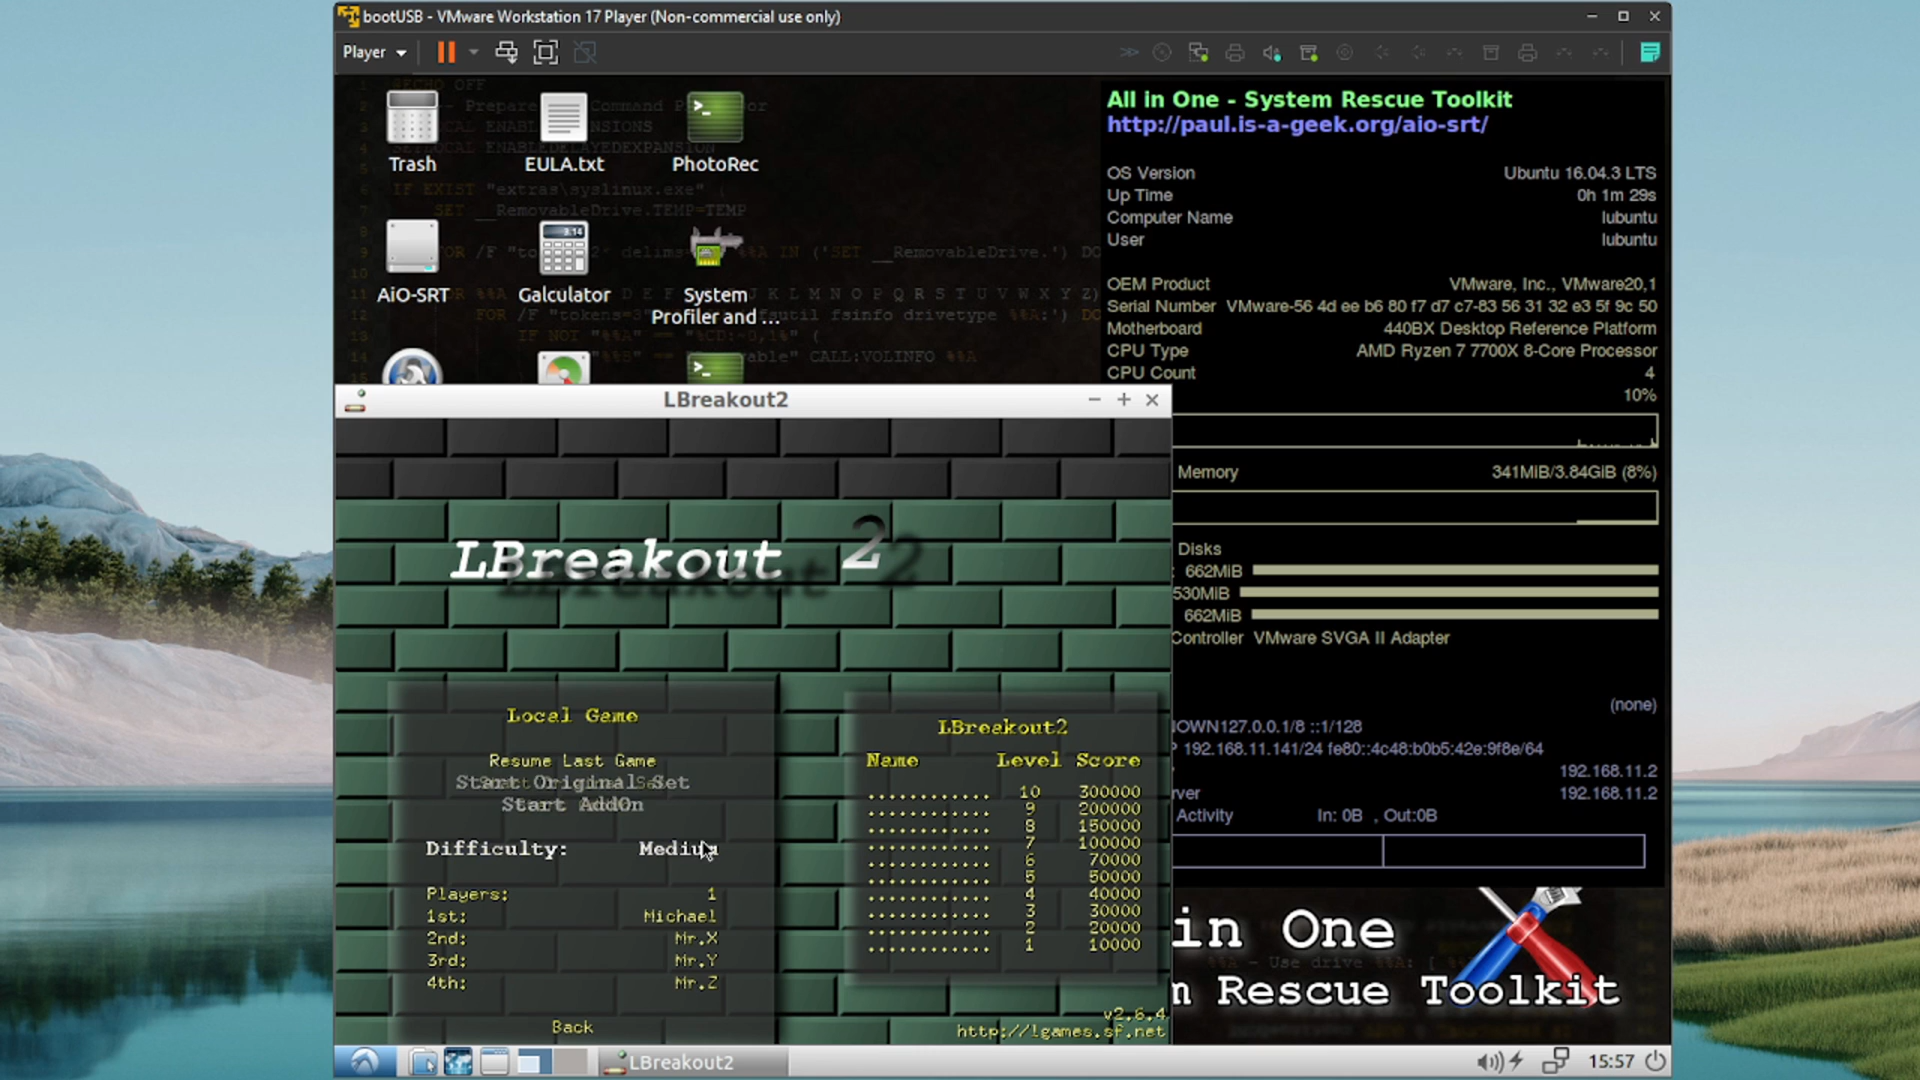 bootUSB - VMware Workstation 17 Player (Non-commercial use only)
Player
Trash
EULA.txt
PhotoRec
AiO-SRT
Galculator
System
Profiler and ...
All in One - System Rescue Toolkit
http://paul.is-a-geek.org/aio-srt/
OS Version Ubuntu 16.04.3 LTS
Up Time 0h 1m 29s
Computer Name lubuntu
User lubuntu
OEM Product VMware, Inc., VMware20,1
Serial Number VMware-56 4d ee b6 80 f7 d7 c7-83 56 31 32 e3 5f 9c 50
Motherboard 440BX Desktop Reference Platform
CPU Type AMD Ryzen 7 7700X 8-Core Processor
CPU Count 4
10%
Memory 341MiB/3.84GiB (8%)
Disks
662MiB
530MiB
662MiB
Controller VMware SVGA II Adapter
(none)
NOWN127.0.0.1/8 ::1/128
192.168.11.141/24 fe80::4c48:b0b5:42e:9f8e/64
192.168.11.2
rver 192.168.11.2
Activity In: 0B , Out:0B
in One
m Rescue Toolkit
LBreakout2
LBreakout 2
Local Game
Resume Last Game
Start Original Set
Start AddOn
Difficulty: Medium
Players: 1
1st: Michael
2nd: Mr.X
3rd: Mr.Y
4th: Mr.Z
Back
LBreakout2
Name Level Score
............ 10 300000
............ 9 200000
............ 8 150000
............ 7 100000
............ 6 70000
............ 5 50000
............ 4 40000
............ 3 30000
............ 2 20000
............ 1 10000
v2.6.4
http://lgames.sf.net
LBreakout2
15:57